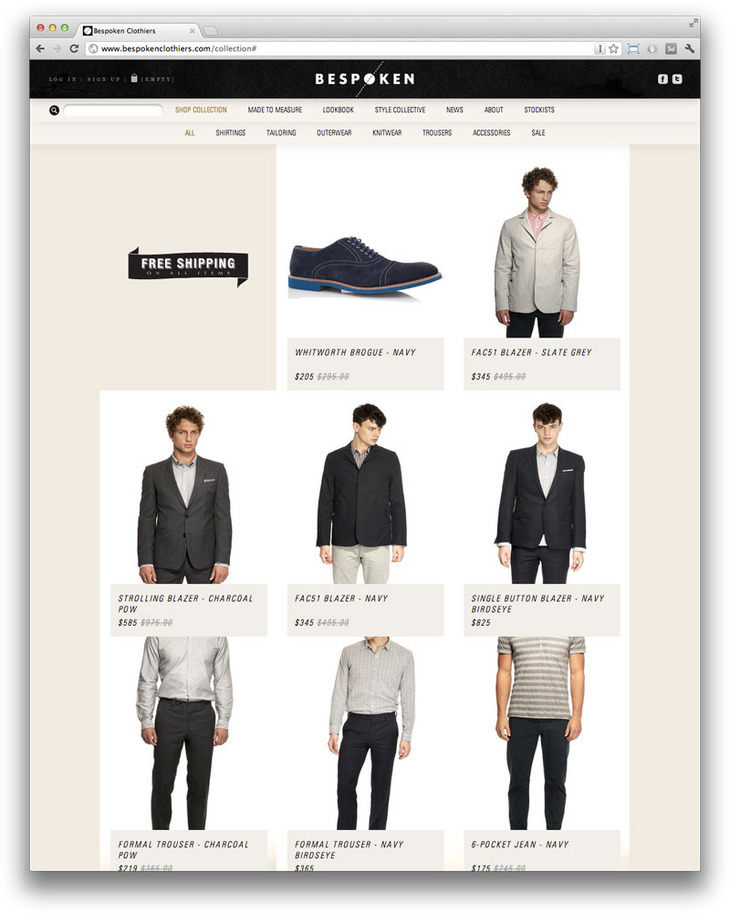 Bespoken Clothiers
www.bespokenclothiers.com/collection#
LOG IN | SIGN UP | [EMPTY]
BESPOKEN
SHOP COLLECTION MADE TO MEASURE LOOKBOOK STYLE COLLECTIVE NEWS ABOUT STOCKISTS
ALL SHIRTINGS TAILORING OUTERWEAR KNITWEAR TROUSERS ACCESSORIES SALE
FREE SHIPPING
ON ALL ITEMS
WHITWORTH BROGUE - NAVY
$205 $295.00
FAC51 BLAZER - SLATE GREY
$345 $495.00
STROLLING BLAZER - CHARCOAL
POW
$585 $975.00
FAC51 BLAZER - NAVY
$345 $495.00
SINGLE BUTTON BLAZER - NAVY
BIRDSEYE
$825
FORMAL TROUSER - CHARCOAL
POW
$219 $365.00
FORMAL TROUSER - NAVY
BIRDSEYE
$365
6-POCKET JEAN - NAVY
$175 $245.00